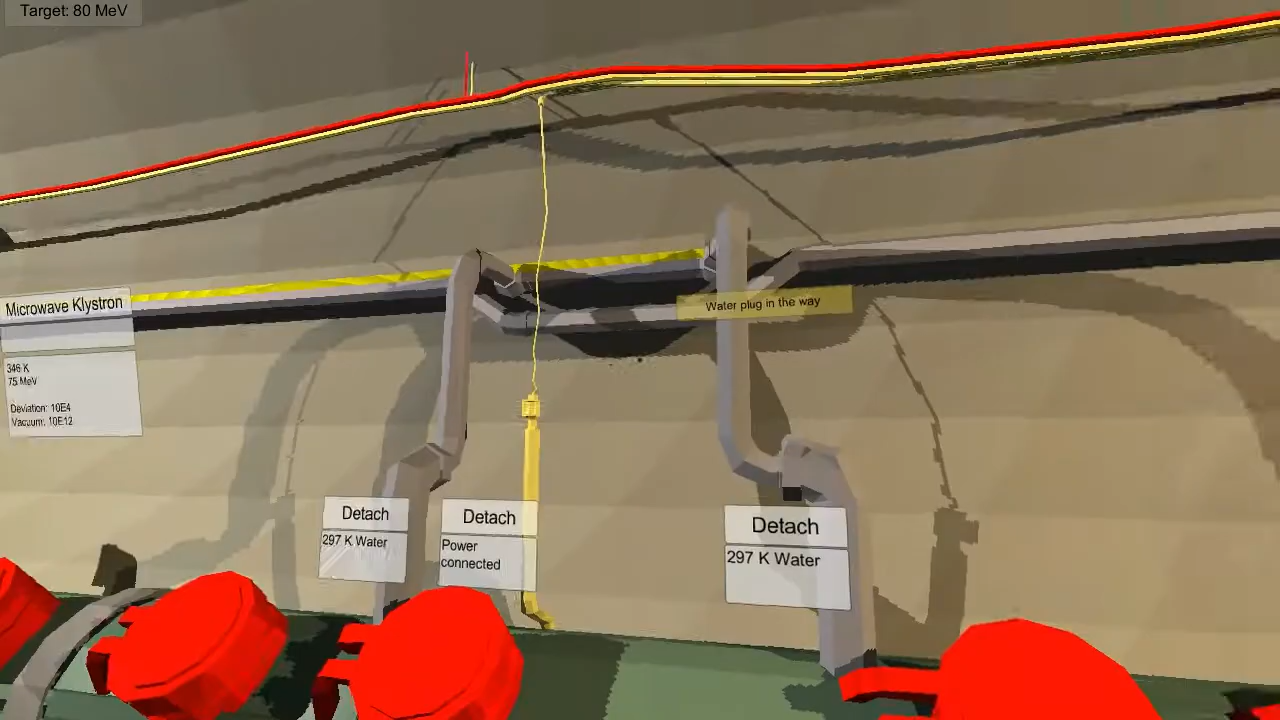 Target: 80 MeV
Microwave Klystron
346 K
75 MeV
Deviation: 10E4
Vacuum: 10E12
Water plug in the way
Detach
297 K Water
Detach
Power
connected
Detach
297 K Water